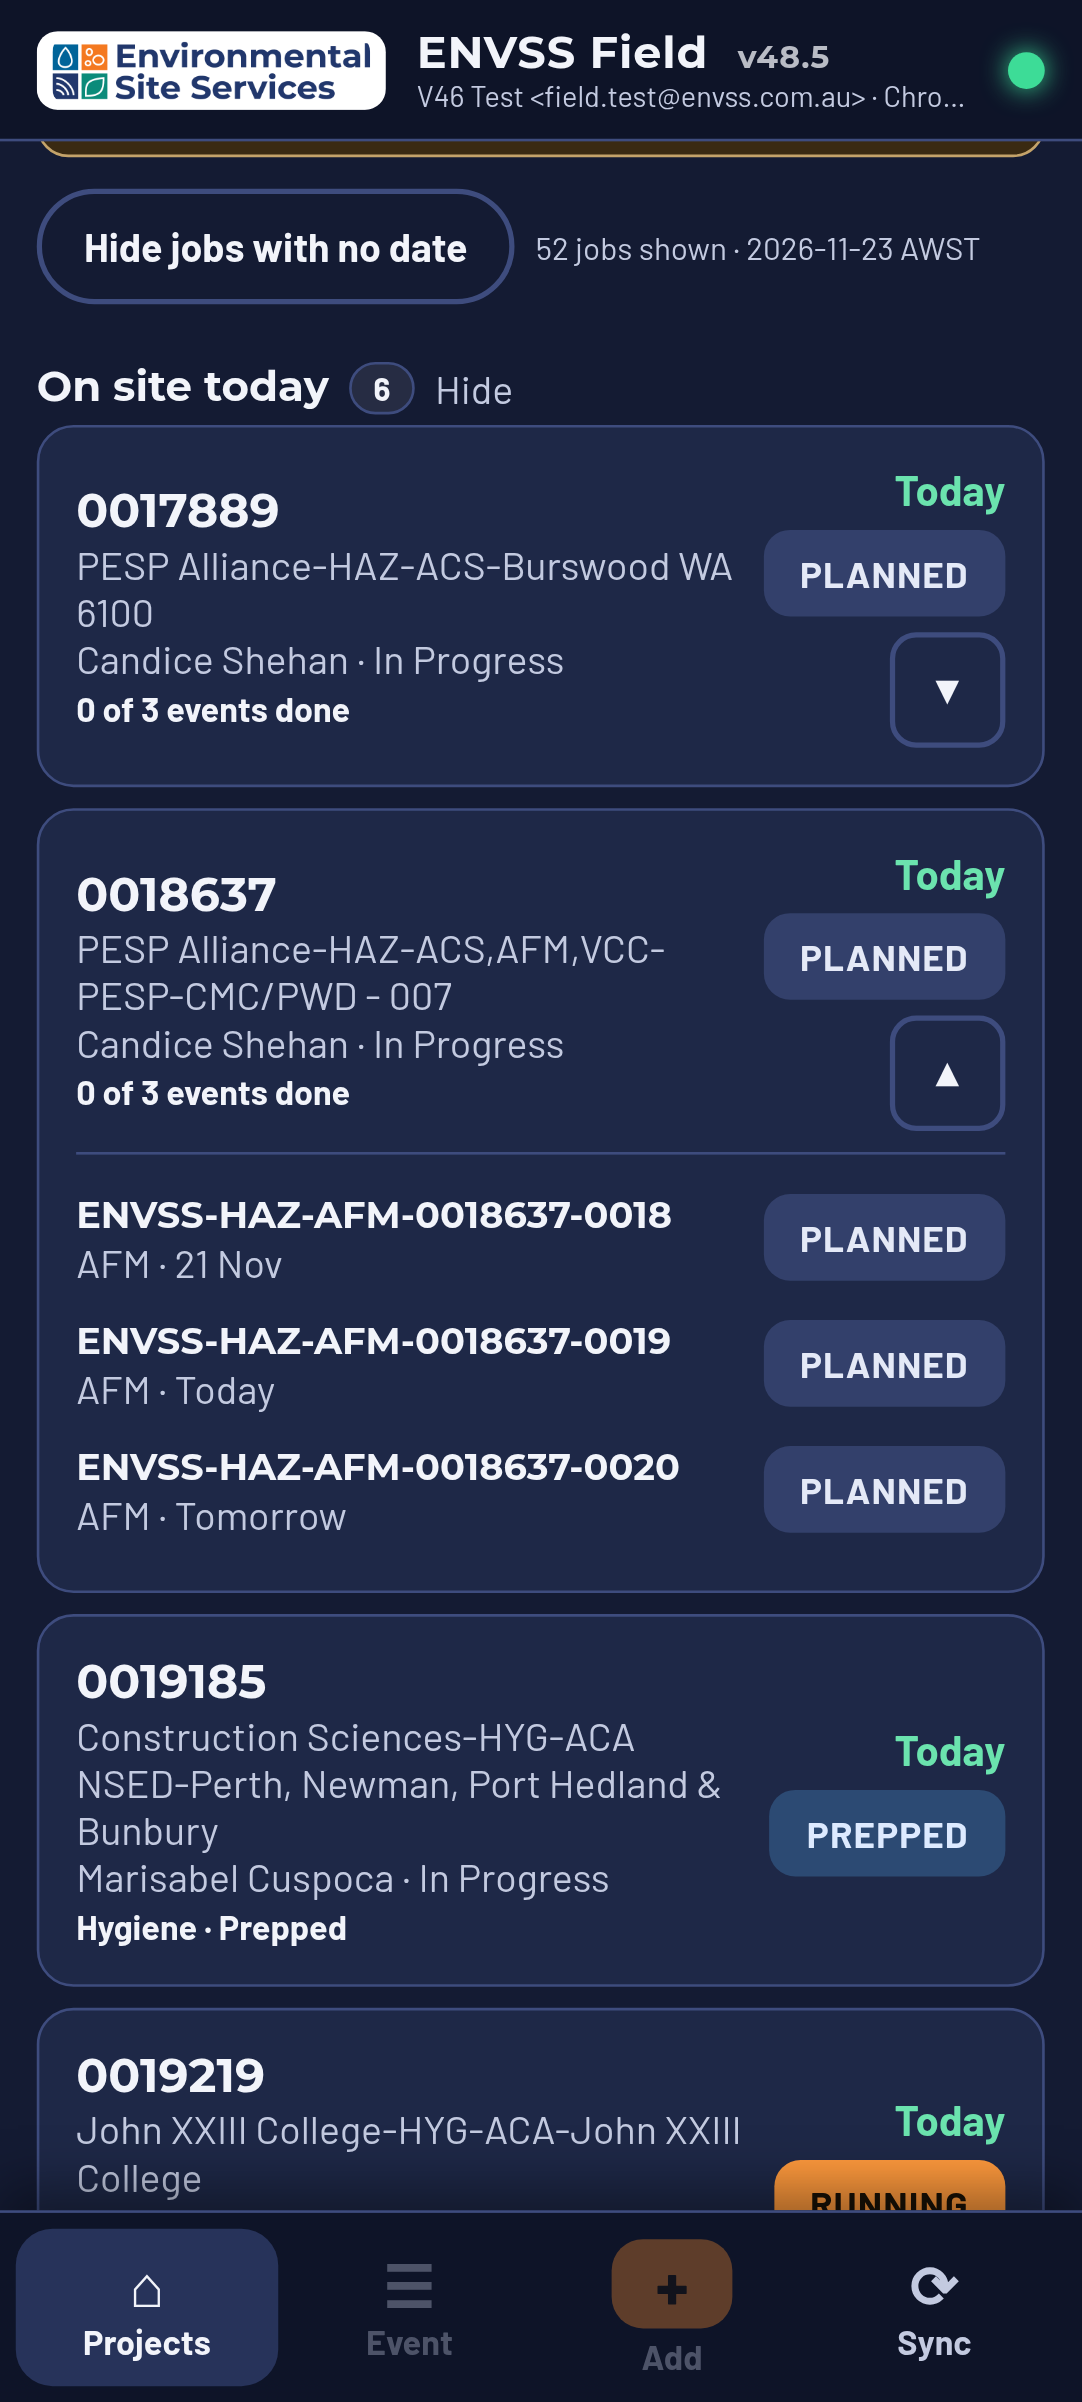 Environmental
Site Services
ENVSS Field v48.5
V46 Test <field.test@envss.com.au> · Chro...
Hide jobs with no date
52 jobs shown · 2026-11-23 AWST
On site today 6 Hide
0017889
Today
PESP Alliance-HAZ-ACS-Burswood WA
6100
PLANNED
Candice Shehan · In Progress
0 of 3 events done
▼
0018637
Today
PESP Alliance-HAZ-ACS,AFM,VCC-
PESP-CMC/PWD - 007
PLANNED
Candice Shehan · In Progress
0 of 3 events done
▲
ENVSS-HAZ-AFM-0018637-0018
AFM · 21 Nov
PLANNED
ENVSS-HAZ-AFM-0018637-0019
AFM · Today
PLANNED
ENVSS-HAZ-AFM-0018637-0020
AFM · Tomorrow
PLANNED
0019185
Construction Sciences-HYG-ACA
NSED-Perth, Newman, Port Hedland &
Bunbury
Today
PREPPED
Marisabel Cuspoca · In Progress
Hygiene · Prepped
0019219
John XXIII College-HYG-ACA-John XXIII
College
Today
RUNNING
Projects
Event
Add
Sync